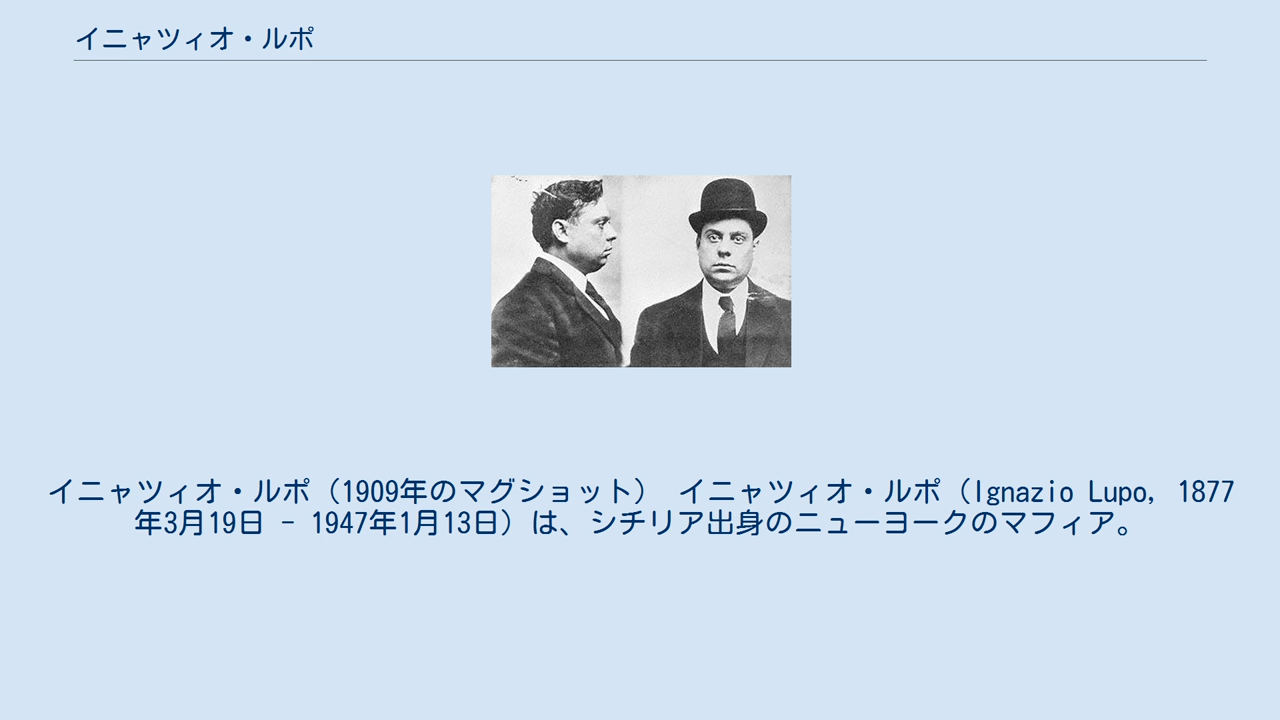 イニャツィオ・ルポ
イニャツィオ・ルポ（1909年のマグショット） イニャツィオ・ルポ（Ignazio Lupo, 1877
年3月19日 - 1947年1月13日）は、シチリア出身のニューヨークのマフィア。